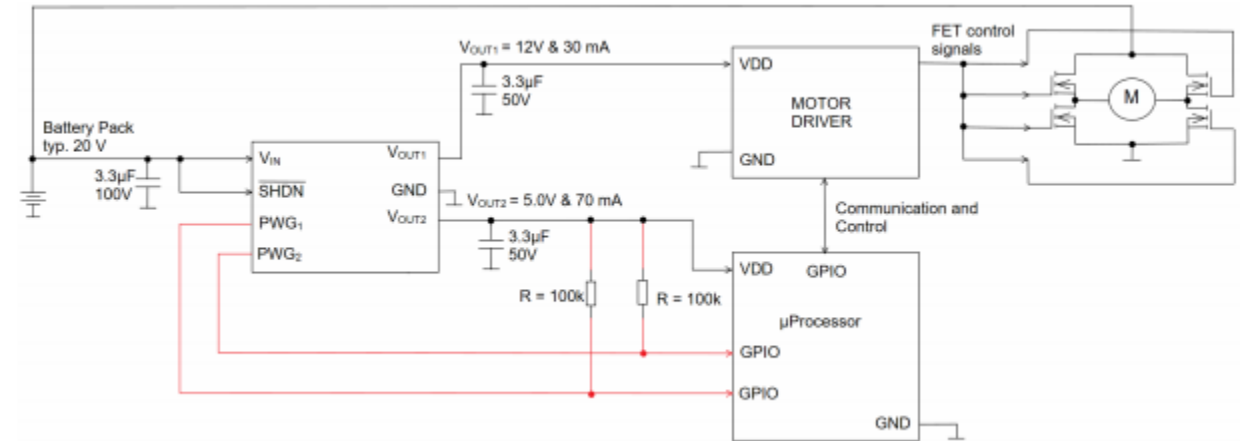 FET control
signals
VOUT1 = 12V & 30 mA
3.3µF
50V
VDD
MOTOR
DRIVER
GND
M
Battery Pack
typ. 20 V
3.3µF
100V
VIN
SHDN
PWG1
PWG2
VOUT1
GND
VOUT2
VOUT2 = 5.0V & 70 mA
3.3µF
50V
R = 100k
R = 100k
Communication and
Control
VDD
GPIO
µProcessor
GPIO
GPIO
GND